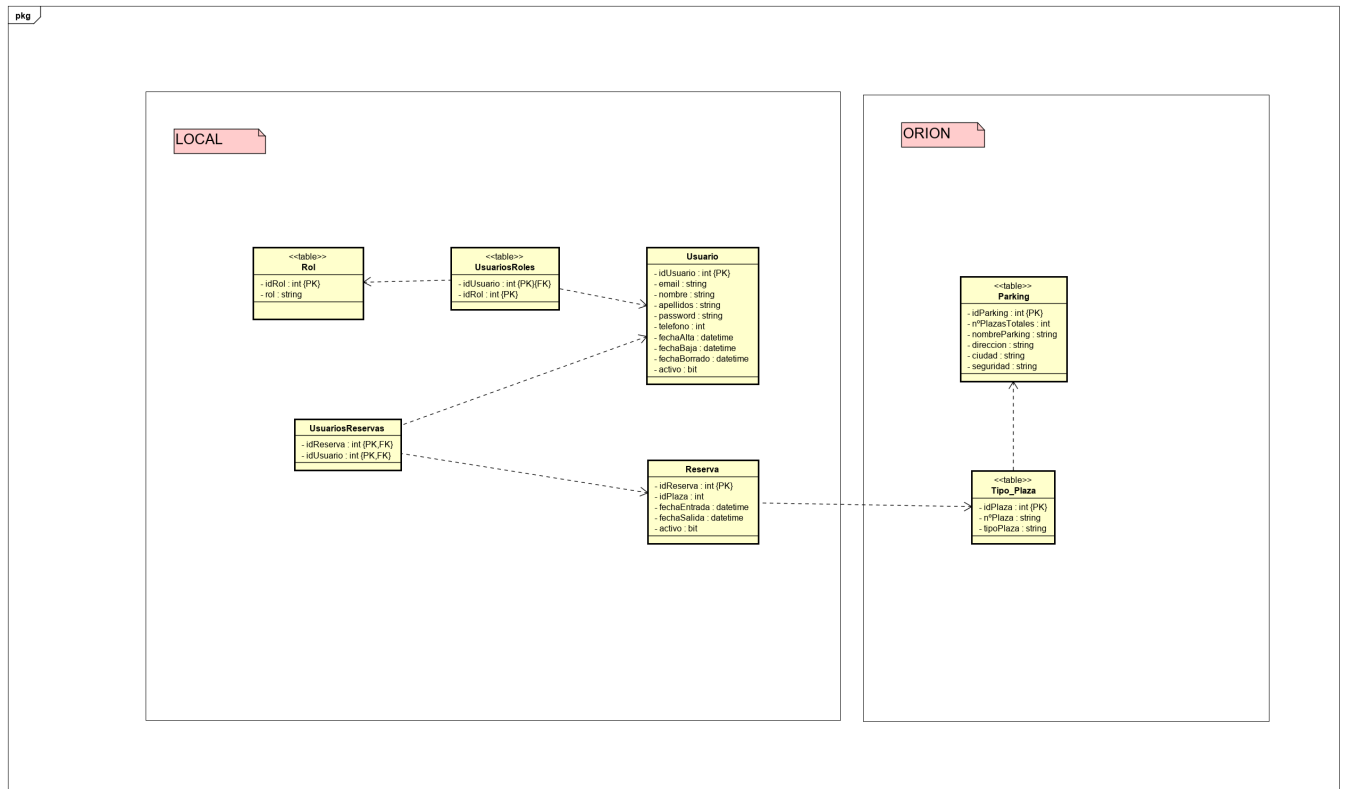 pkg
LOCAL
ORION
<<table>>
Rol
- idRol : int {PK}
- rol : string
<<table>>
UsuariosRoles
- idUsuario : int {PK}{FK}
- idRol : int {PK}
Usuario
- idUsuario : int {PK}
- email : string
- nombre : string
- apellidos : string
- password : string
- telefono : int
- fechaAlta : datetime
- fechaBaja : datetime
- fechaBorrado : datetime
- activo : bit
<<table>>
Parking
- idParking : int {PK}
- nºPlazasTotales : int
- nombreParking : string
- direccion : string
- ciudad : string
- seguridad : string
UsuariosReservas
- idReserva : int {PK,FK}
- idUsuario : int {PK,FK}
Reserva
- idReserva : int {PK}
- idPlaza : int
- fechaEntrada : datetime
- fechaSalida : datetime
- activo : bit
<<table>>
Tipo_Plaza
- idPlaza : int {PK}
- nºPlaza : string
- tipoPlaza : string